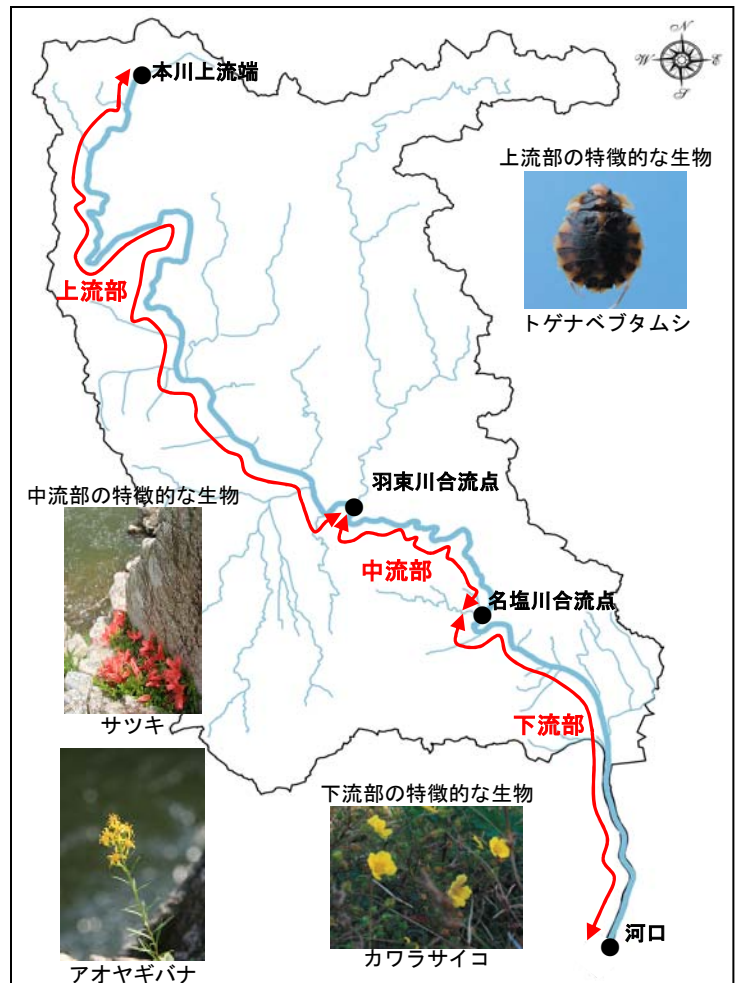 本川上流端
N
W
E
S
上流部の特徴的な生物
トゲナベブタムシ
上流部
羽束川合流点
中流部の特徴的な生物
中流部
名塩川合流点
サツキ
下流部
下流部の特徴的な生物
アオヤギバナ
カワラサイコ
河口